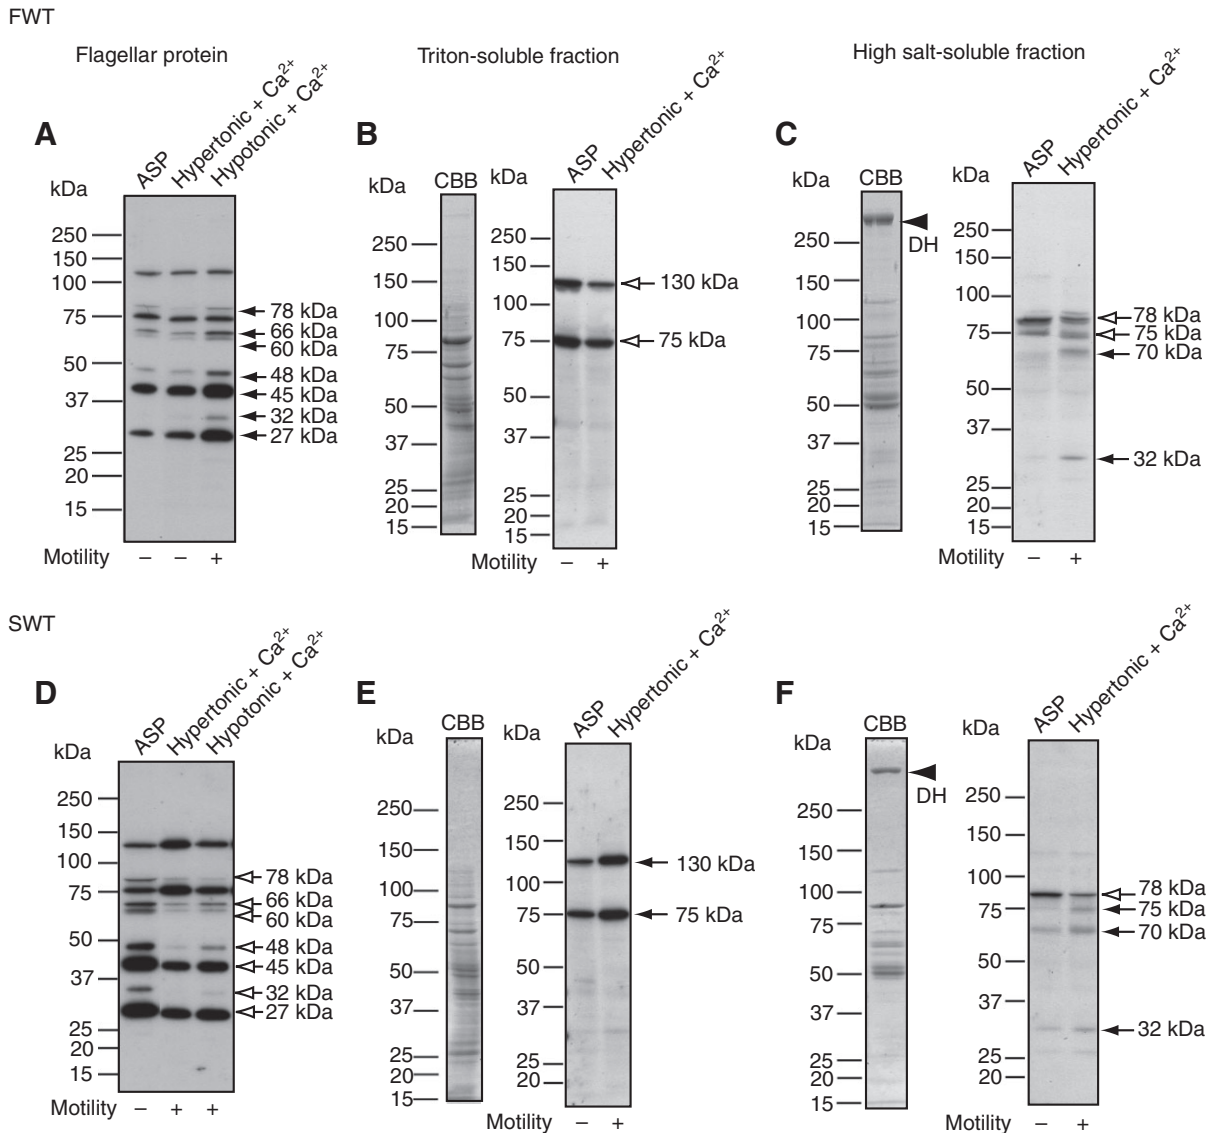 FWT
Flagellar protein
Triton-soluble fraction
High salt-soluble fraction
A
ASP
Hypertonic + Ca2+
Hypotonic + Ca2+
kDa
250
150
100
75
50
37
25
20
15
78 kDa
66 kDa
60 kDa
48 kDa
45 kDa
32 kDa
27 kDa
Motility – – +
B
kDa
CBB
250
150
100
75
50
37
25
20
15
kDa
ASP
Hypertonic + Ca2+
250
150
100
75
50
37
25
20
15
130 kDa
75 kDa
Motility – +
C
kDa
CBB
DH
250
150
100
75
50
37
25
20
15
kDa
ASP
Hypertonic + Ca2+
250
150
100
75
50
37
25
20
15
78 kDa
75 kDa
70 kDa
32 kDa
Motility – +
SWT
D
ASP
Hypertonic + Ca2+
Hypotonic + Ca2+
kDa
250
150
100
75
50
37
25
20
15
78 kDa
66 kDa
60 kDa
48 kDa
45 kDa
32 kDa
27 kDa
Motility – + +
E
kDa
CBB
250
150
100
75
50
37
25
20
15
kDa
ASP
Hypertonic + Ca2+
250
150
100
75
50
37
25
20
130 kDa
75 kDa
Motility – +
F
kDa
CBB
DH
250
150
100
75
50
37
25
20
15
kDa
ASP
Hypertonic + Ca2+
250
150
100
75
50
37
25
20
78 kDa
75 kDa
70 kDa
32 kDa
Motility – +